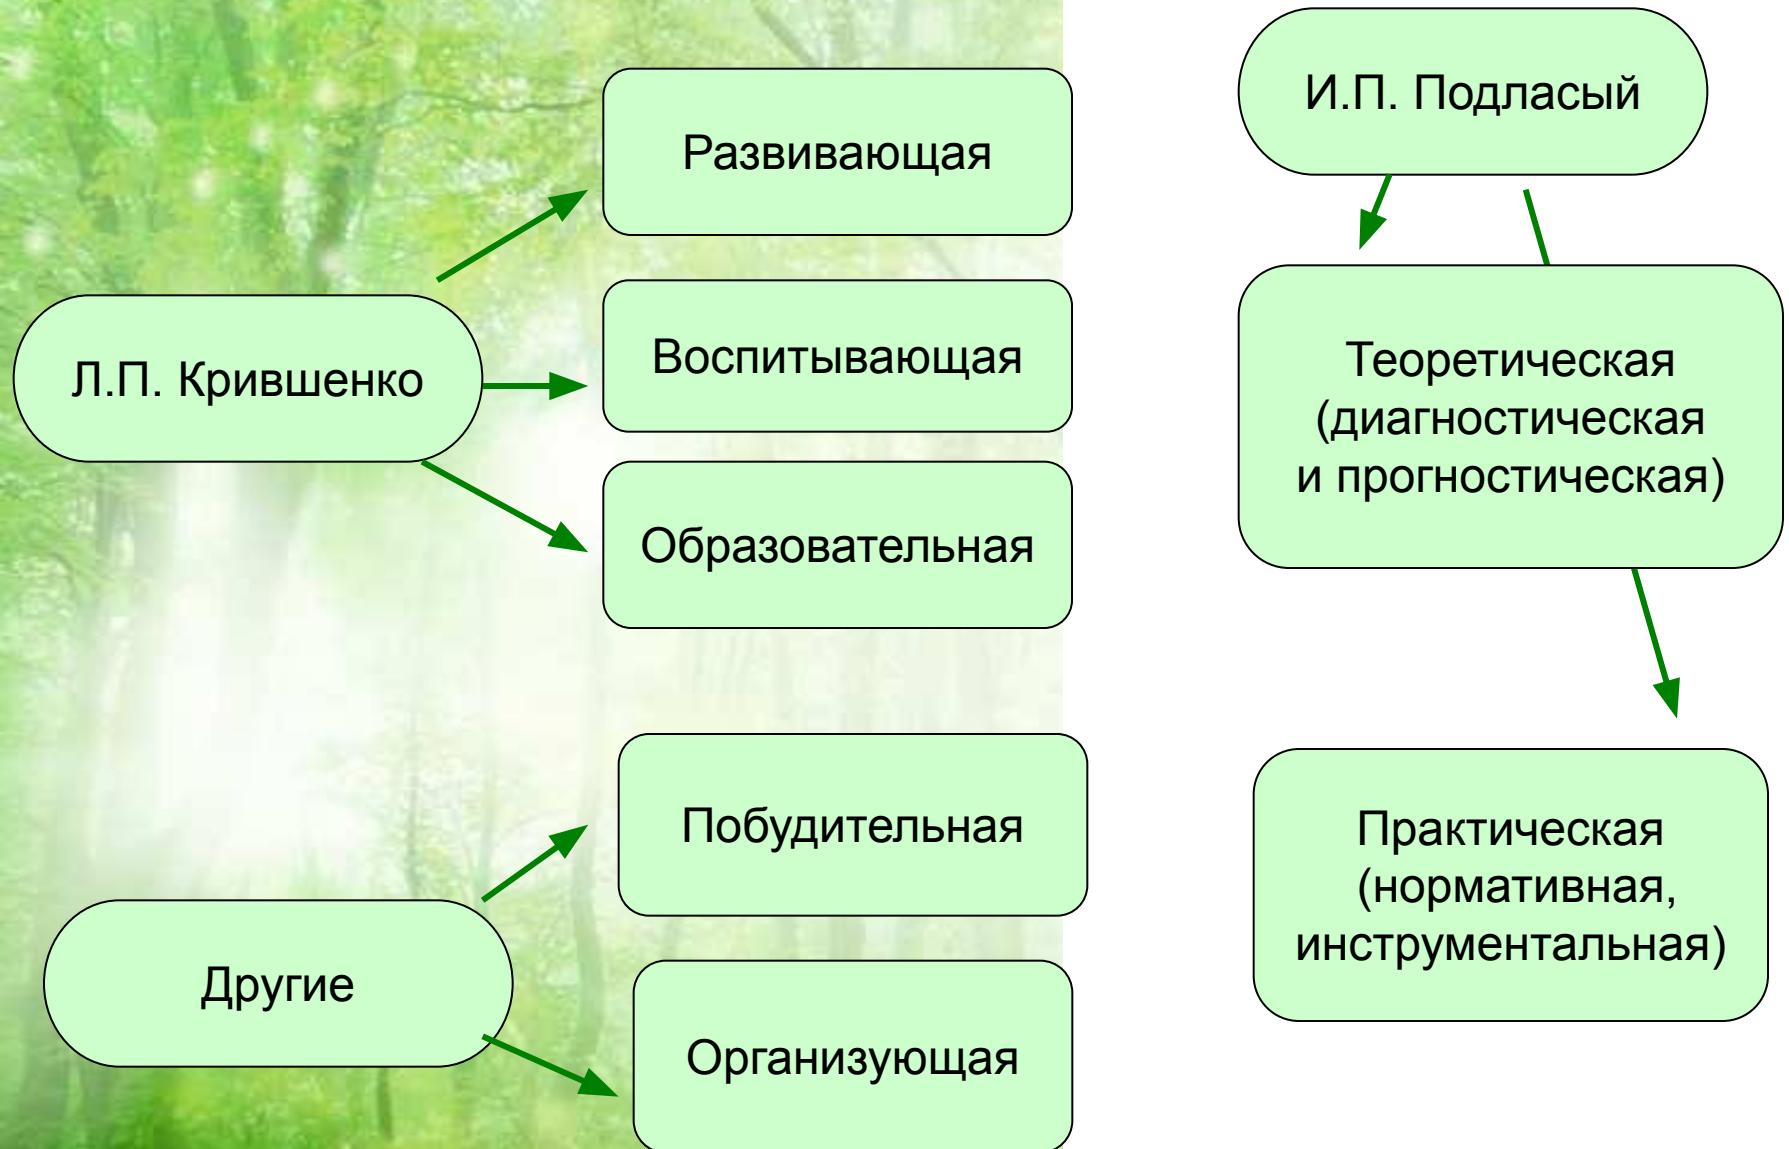 Л.П. Крившенко
Развивающая
Воспитывающая
Образовательная
Другие
Побудительная
Организующая
И.П. Подласый
Теоретическая
(диагностическая
и прогностическая)
Практическая
(нормативная,
инструментальная)